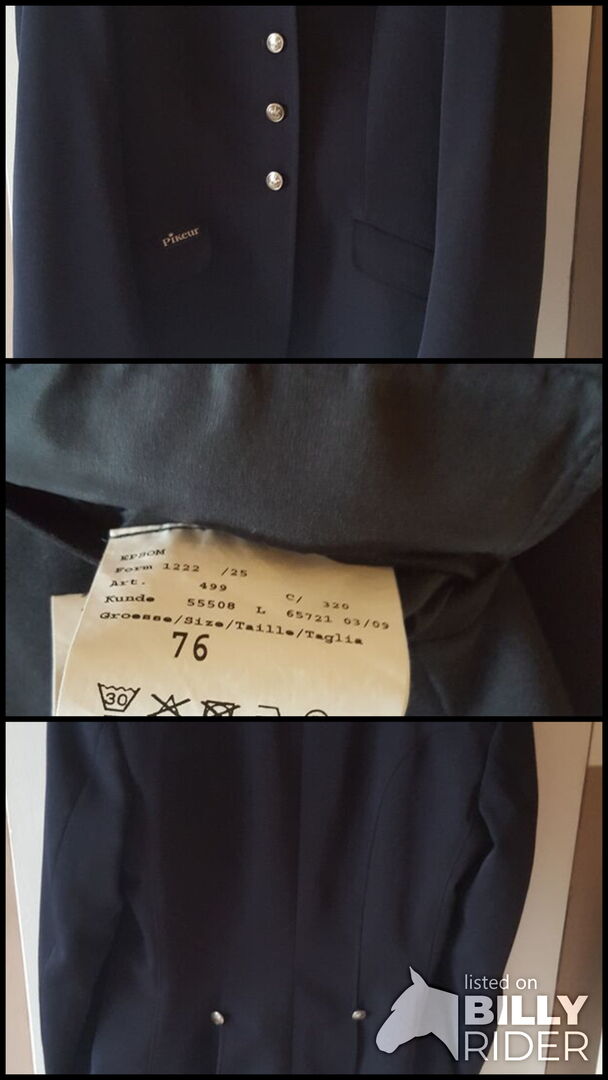 Pikeur
EPSOM
Form 1222 /25
Art. 499 C/ 320
Kunde 55508 L 65721 03/09
Groesse/Size/Taille/Taglia
76
30
listed on
BILLY
RIDER